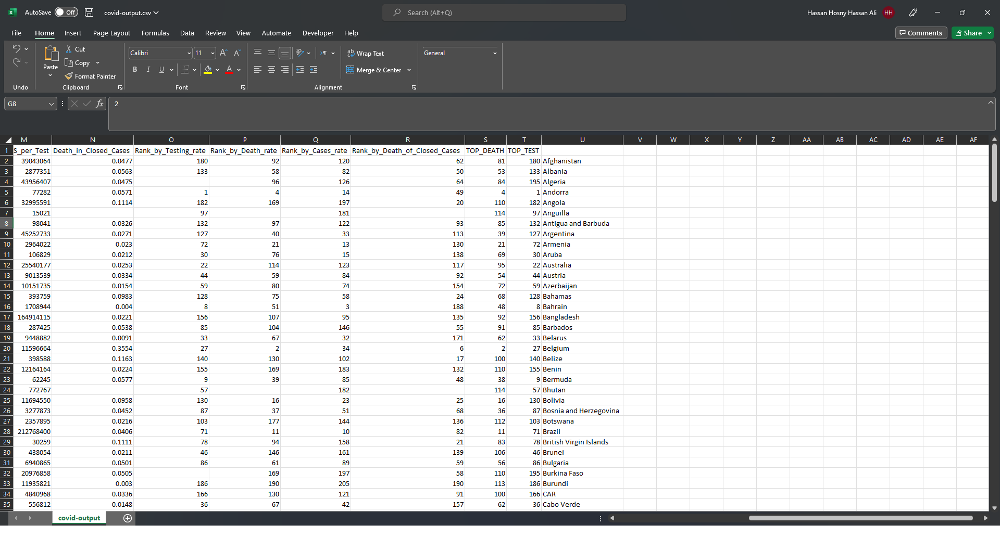 AutoSave Off covid-output.csv Search (Alt+Q) Hassan Hosny Hassan Ali HH
File Home Insert Page Layout Formulas Data Review View Automate Developer Help Comments Share
Cut
Copy
Format Painter
Paste
Undo
Clipboard
Calibri 11
B I U
Font
Wrap Text
Merge & Center
Alignment
General
G8 fx 2
M N O P Q R S T U V W X Y Z AA AB AC AD AE AF
1 S_per_Test Death_in_Closed_Cases Rank_by_Testing_rate Rank_by_Death_rate Rank_by_Cases_rate Rank_by_Death_of_Closed_Cases TOP_DEATH TOP_TEST
2 39043064 0.0477 180 92 120 62 81 180 Afghanistan
3 2877351 0.0563 133 58 82 50 53 133 Albania
4 43956407 0.0475 96 126 64 84 195 Algeria
5 77282 0.0571 1 4 14 49 4 1 Andorra
6 32995591 0.1114 182 169 197 20 110 182 Angola
7 15021 97 181 114 97 Anguilla
8 98041 0.0326 132 97 122 93 85 132 Antigua and Barbuda
9 45252733 0.0271 127 40 33 113 39 127 Argentina
10 2964022 0.023 72 21 13 130 21 72 Armenia
11 106829 0.0212 30 76 15 138 69 30 Aruba
12 25540177 0.0253 22 114 123 117 95 22 Australia
13 9013539 0.0334 44 59 84 92 54 44 Austria
14 10151735 0.0154 59 80 74 154 72 59 Azerbaijan
15 393759 0.0983 128 75 58 24 68 128 Bahamas
16 1708944 0.004 8 51 3 188 48 8 Bahrain
17 164914115 0.0221 156 107 95 135 92 156 Bangladesh
18 287425 0.0538 85 104 146 55 91 85 Barbados
19 9448882 0.0091 33 67 32 171 62 33 Belarus
20 11596664 0.3554 27 2 34 6 2 27 Belgium
21 398588 0.1163 140 130 102 17 100 140 Belize
22 12164164 0.0224 155 169 183 132 110 155 Benin
23 62245 0.0577 9 39 85 48 38 9 Bermuda
24 772767 57 182 114 57 Bhutan
25 11694550 0.0958 130 16 23 25 16 130 Bolivia
26 3277873 0.0452 87 37 51 68 36 87 Bosnia and Herzegovina
27 2357895 0.0216 103 177 144 136 112 103 Botswana
28 212768400 0.0406 71 11 10 82 11 71 Brazil
29 30259 0.1111 78 94 158 21 83 78 British Virgin Islands
30 438054 0.0211 46 146 161 139 106 46 Brunei
31 6940865 0.0501 86 61 89 59 56 86 Bulgaria
32 20976858 0.0505 169 197 58 110 195 Burkina Faso
33 11935821 0.003 186 190 205 190 113 186 Burundi
34 4840968 0.0336 166 130 121 91 100 166 CAR
35 556812 0.0148 36 67 42 157 62 36 Cabo Verde
covid-output